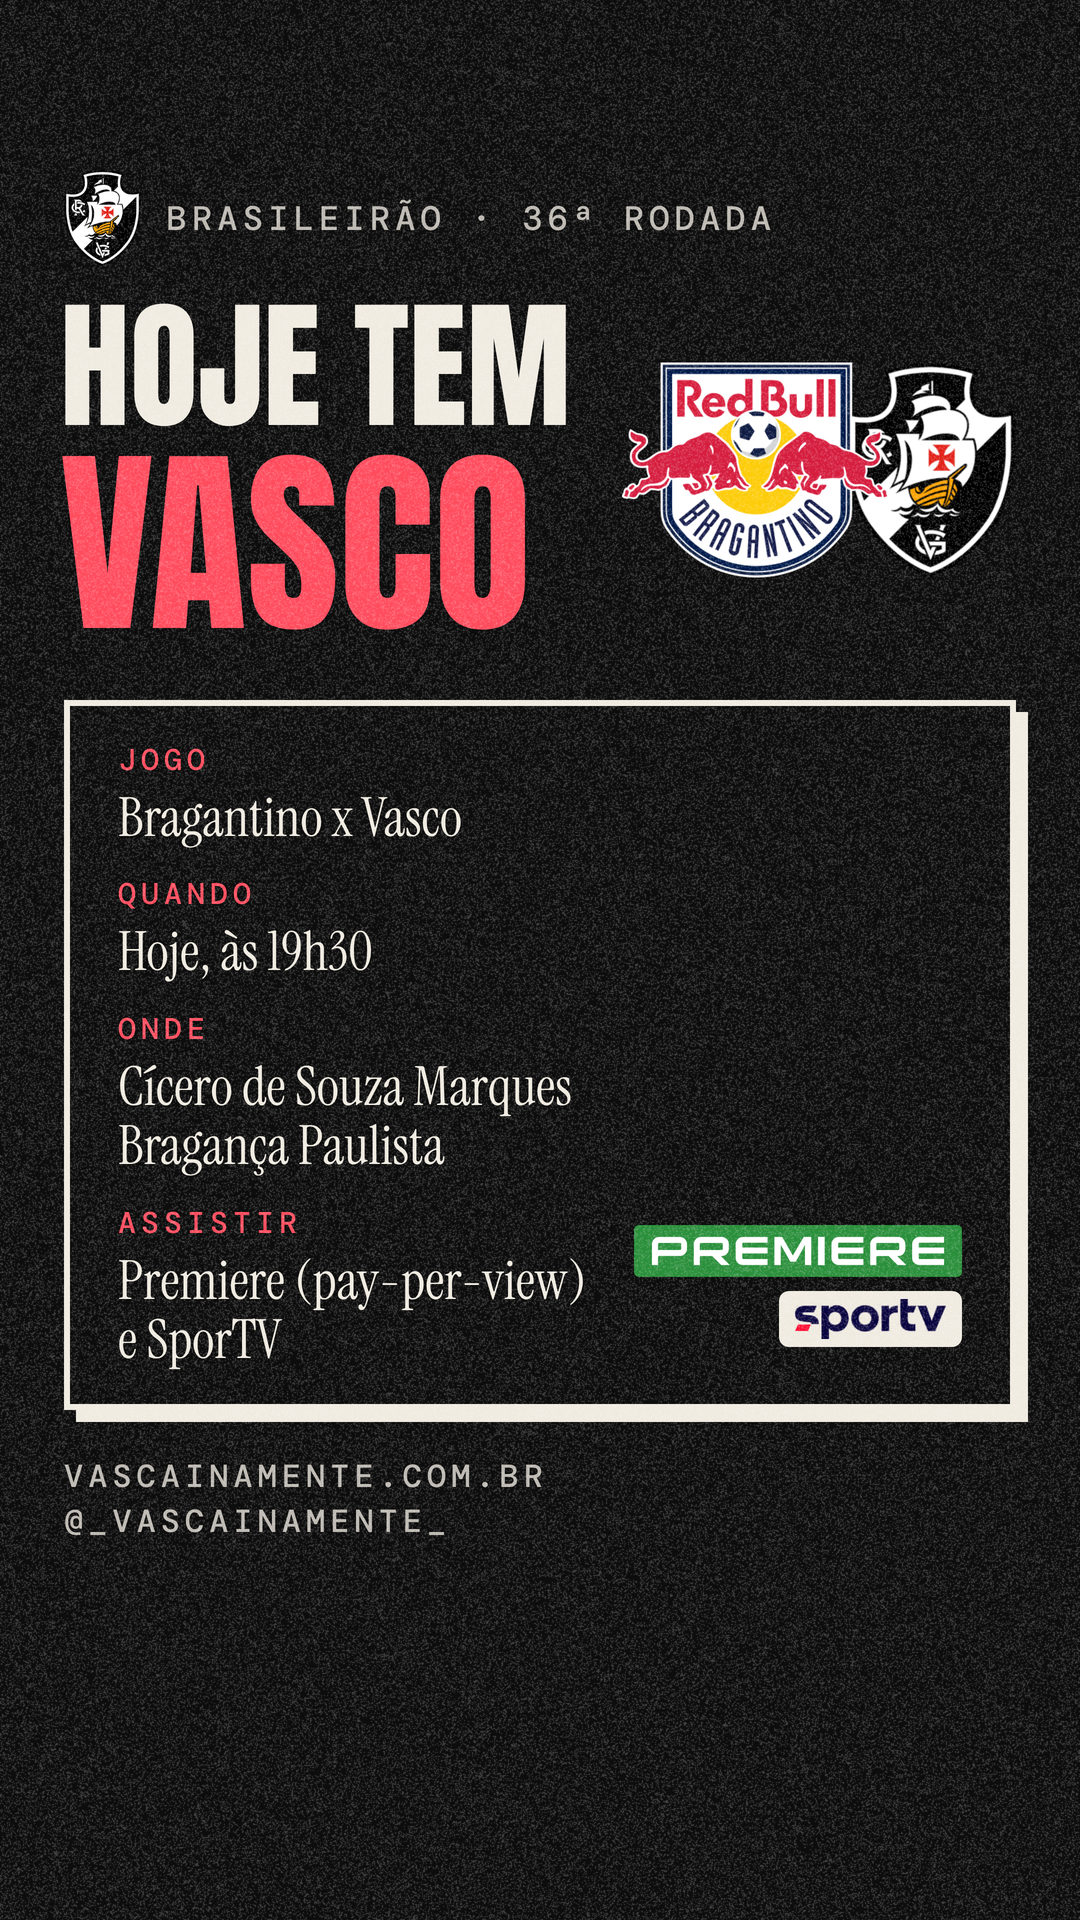 BRASILEIRÃO · 36ª RODADA
HOJE TEM
VASCO
Red Bull
BRAGANTINO
JOGO
Bragantino x Vasco
QUANDO
Hoje, às 19h30
ONDE
Cícero de Souza Marques
Bragança Paulista
ASSISTIR
Premiere (pay-per-view)
e SporTV
PREMIERE
sportv
VASCAINAMENTE.COM.BR
@_VASCAINAMENTE_